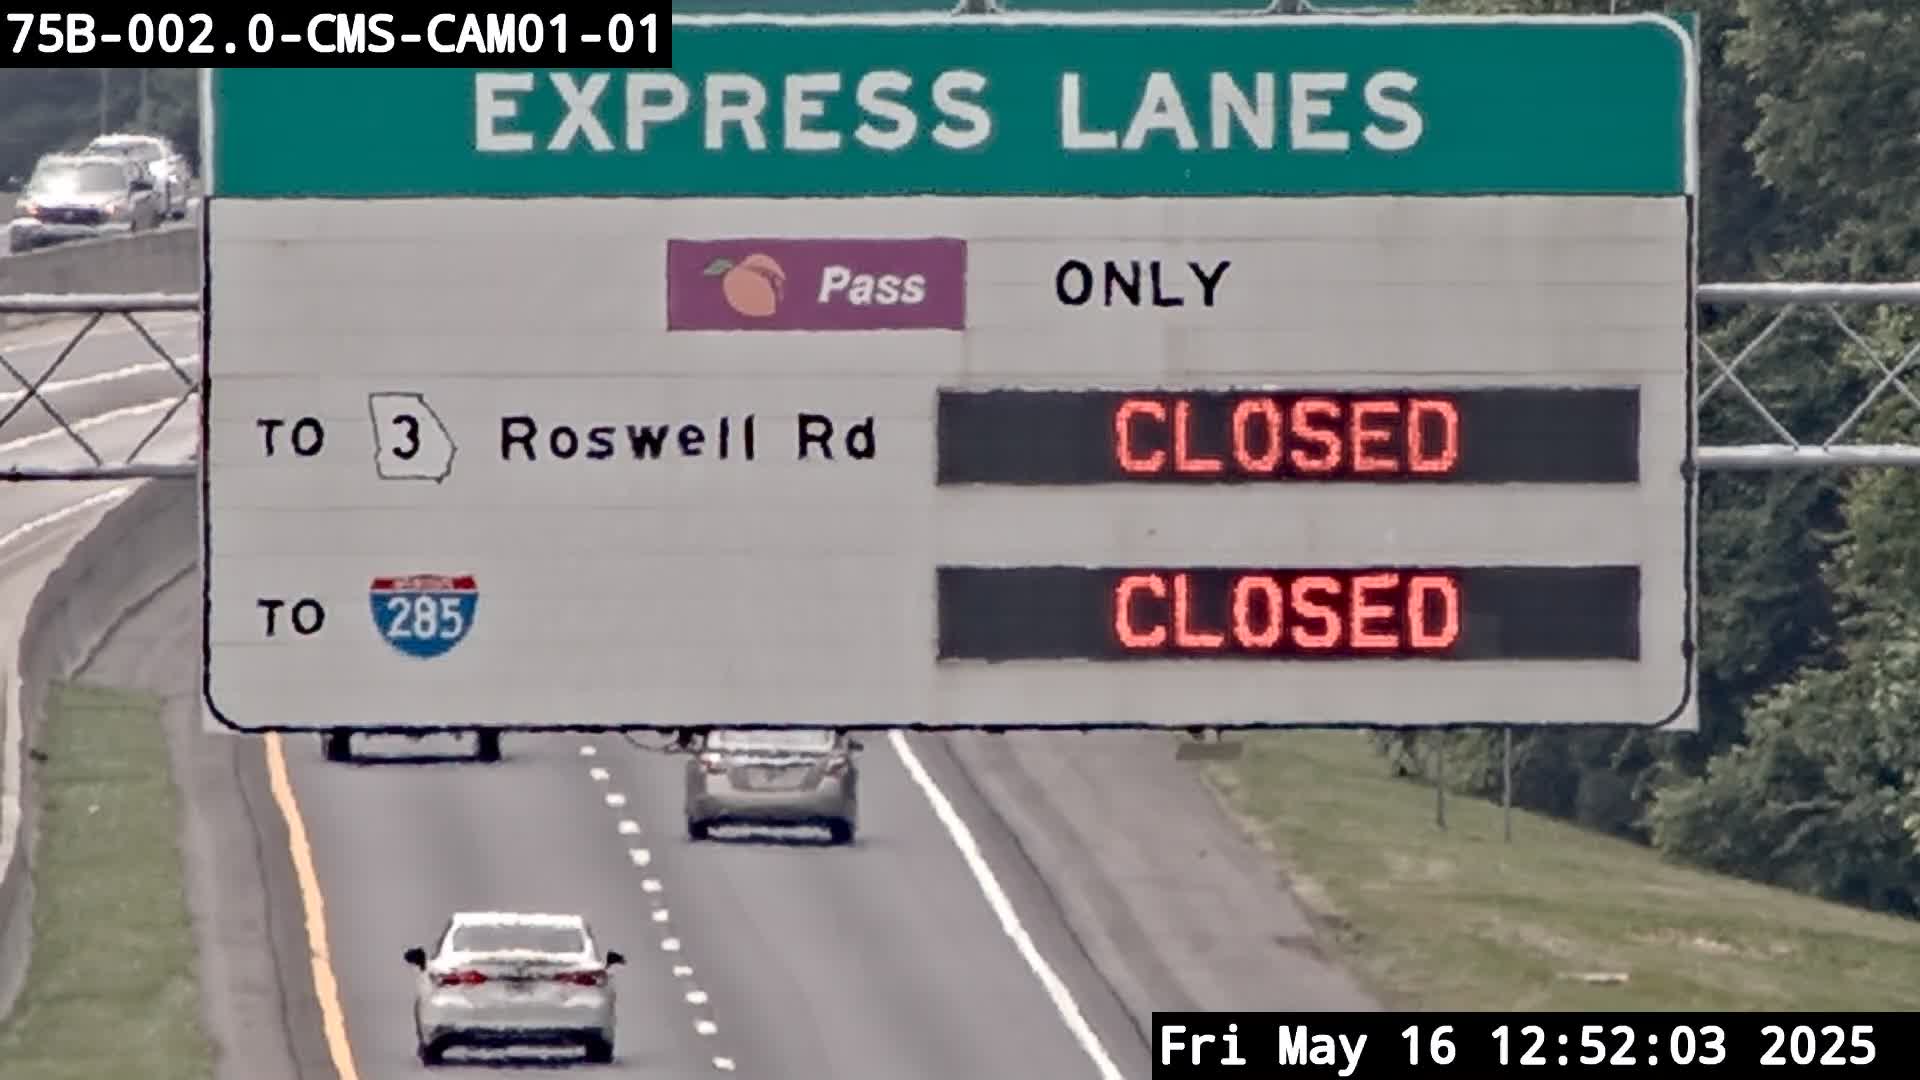 75B-002.0-CMS-CAM01-01
EXPRESS LANES
Pass ONLY
TO 3 Roswell Rd CLOSED
TO 285 CLOSED
Fri May 16 12:52:03 2025